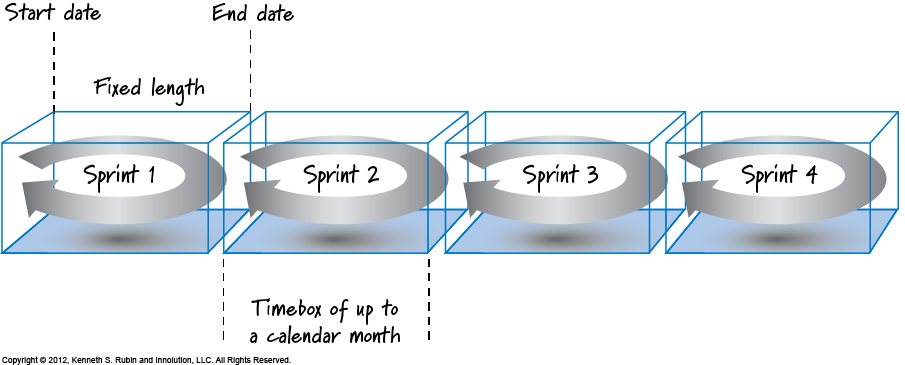 Start date
End date
Fixed length
Sprint 1
Sprint 2
Sprint 3
Sprint 4
Timebox of up to
a calendar month
Copyright © 2012, Kenneth S. Rubin and Innolution, LLC. All Rights Reserved.